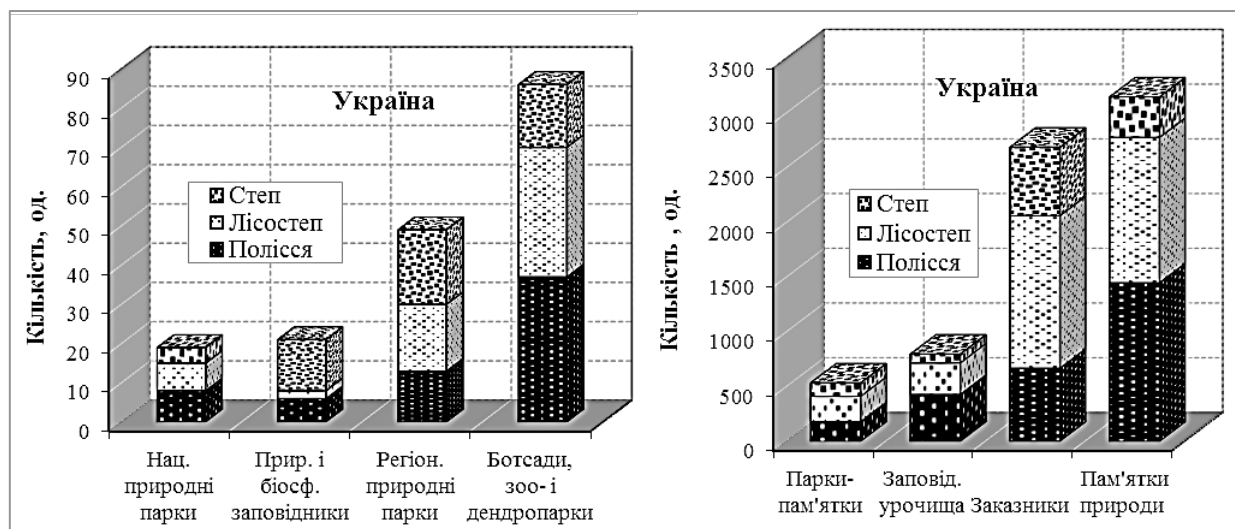 Україна
Кількість, од.
90
80
70
60
50
40
30
20
10
0
Степ
Лісостеп
Полісся
Нац.
природні
парки
Прир. і
біосф.
заповідники
Регіон.
природні
парки
Ботсади,
зоо- і
дендропарки
Україна
Кількість , од.
3500
3000
2500
2000
1500
1000
500
0
Степ
Лісостеп
Полісся
Парки-
пам'ятки
Заповід.
урочища
Заказники
Пам'ятки
природи